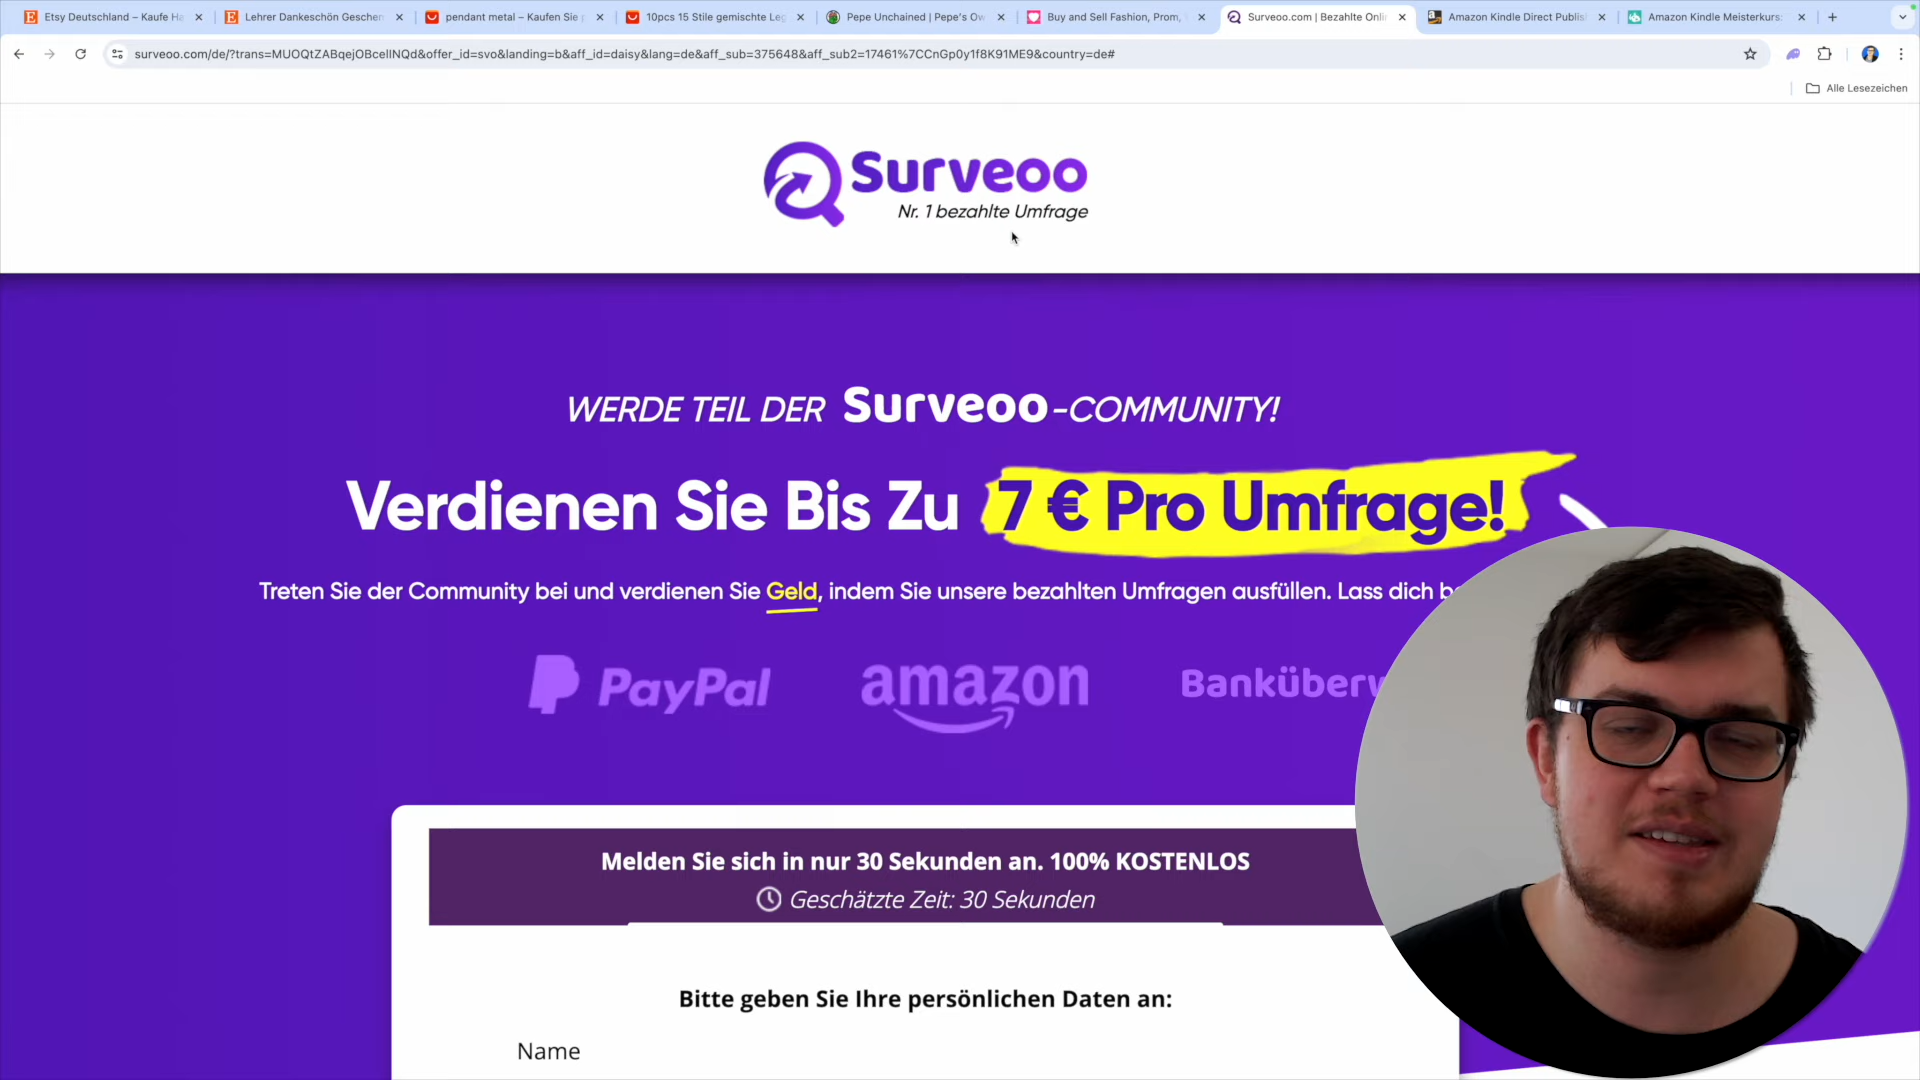 Etsy Deutschland – Kaufe Ha
Lehrer Dankeschön Geschen
pendant metal – Kaufen Sie
10pcs 15 Stile gemischte Leg
Pepe Unchained | Pepe's Ow
Buy and Sell Fashion, Prom,
Surveoo.com | Bezahlte Onli
Amazon Kindle Direct Publis
Amazon Kindle Meisterkurs:
surveoo.com/de/?trans=MUOQtZABqejOBcellNQd&offer_id=svo&landing=b&aff_id=daisy&lang=de&aff_sub=375648&aff_sub2=17461%7CCnGp0y1f8K91ME9&country=de#
Alle Lesezeichen
Surveoo
Nr. 1 bezahlte Umfrage
WERDE TEIL DER Surveoo-COMMUNITY!
Verdienen Sie Bis Zu 7 € Pro Umfrage!
Treten Sie der Community bei und verdienen Sie Geld, indem Sie unsere bezahlten Umfragen ausfüllen. Lass dich b
PayPal amazon Banküberw
Melden Sie sich in nur 30 Sekunden an. 100% KOSTENLOS
Geschätzte Zeit: 30 Sekunden
Bitte geben Sie Ihre persönlichen Daten an:
Name